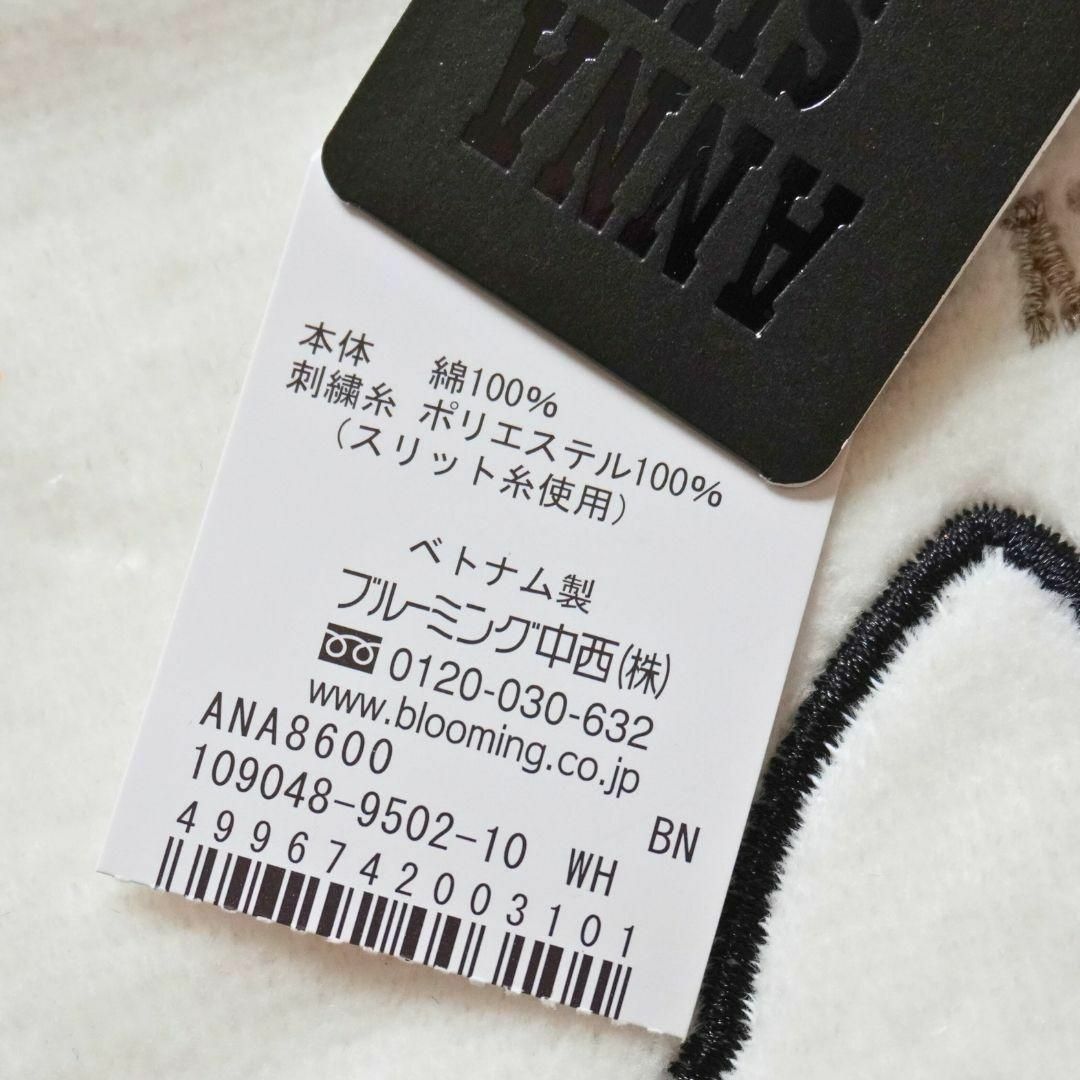 ANNA
本体 綿100%
刺繍糸 ポリエステル100%
(スリット糸使用)
ベトナム製
ブルーミング中西(株)
0120-030-632
www.blooming.co.jp
ANA8600 BN
109048-9502-10 WH
4996742003101